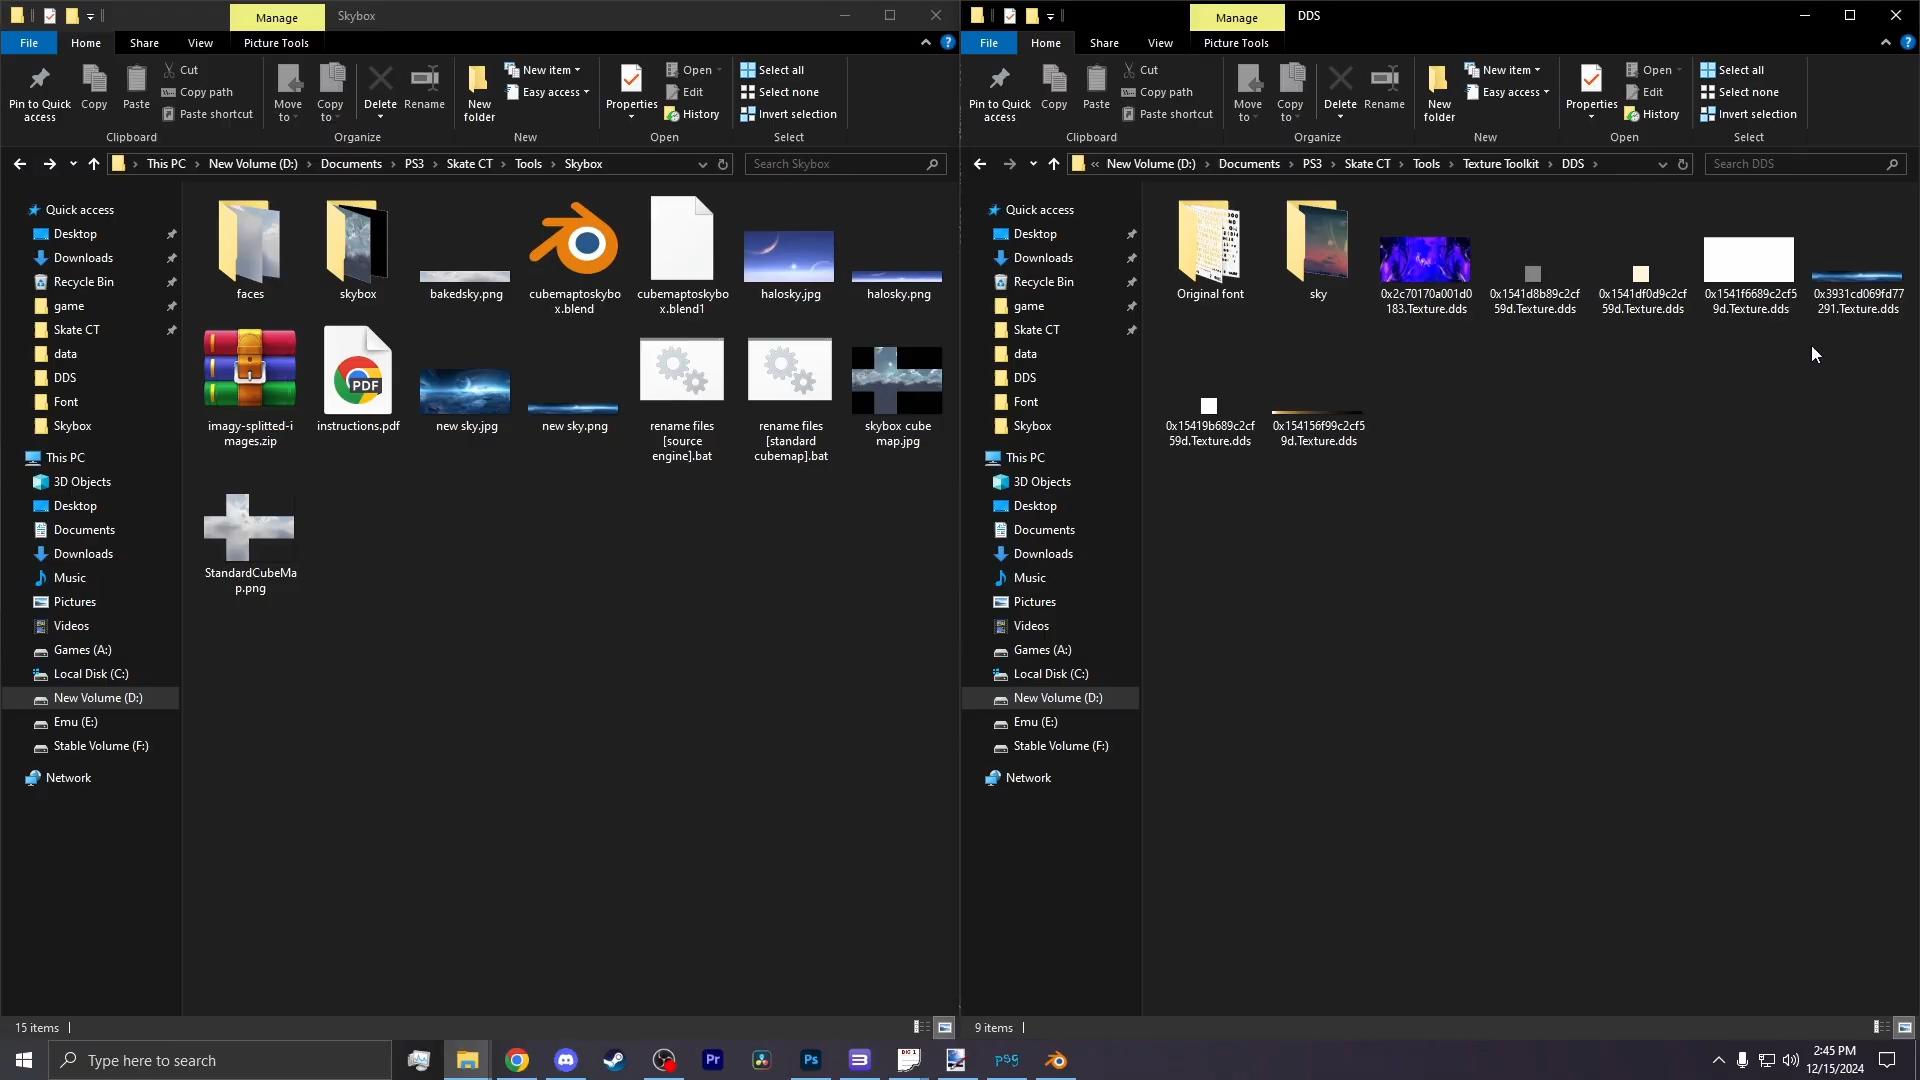 Manage
Skybox
File
Home
Share
View
Picture Tools
Pin to Quick access
Copy
Paste
Cut
Copy path
Paste shortcut
Move to
Copy to
Delete
Rename
New folder
New item
Easy access
Properties
Open
Edit
History
Select all
Select none
Invert selection
Clipboard
Organize
New
Open
Select
This PC
New Volume (D:)
Documents
PS3
Skate CT
Tools
Skybox
Search Skybox
Quick access
Desktop
Downloads
Recycle Bin
game
Skate CT
data
DDS
Font
Skybox
This PC
3D Objects
Desktop
Documents
Downloads
Music
Pictures
Videos
Games (A:)
Local Disk (C:)
New Volume (D:)
Emu (E:)
Stable Volume (F:)
Network
faces
skybox
bakedsky.png
cubemaptoskybo
x.blend
cubemaptoskybo
x.blend1
halosky.jpg
halosky.png
imagy-splitted-i
mages.zip
PDF
instructions.pdf
new sky.jpg
new sky.png
rename files
[source
engine].bat
rename files
[standard
cubemap].bat
skybox cube
map.jpg
StandardCubeMa
p.png
15 items
Manage
DDS
File
Home
Share
View
Picture Tools
Pin to Quick access
Copy
Paste
Cut
Copy path
Paste shortcut
Move to
Copy to
Delete
Rename
New folder
New item
Easy access
Properties
Open
Edit
History
Select all
Select none
Invert selection
Clipboard
Organize
New
Open
Select
« New Volume (D:)
Documents
PS3
Skate CT
Tools
Texture Toolkit
DDS
Search DDS
Quick access
Desktop
Downloads
Recycle Bin
game
Skate CT
data
DDS
Font
Skybox
This PC
3D Objects
Desktop
Documents
Downloads
Music
Pictures
Videos
Games (A:)
Local Disk (C:)
New Volume (D:)
Emu (E:)
Stable Volume (F:)
Network
Original font
sky
0x2c70170a001d0
183.Texture.dds
0x1541d8b89c2cf
59d.Texture.dds
0x1541df0d9c2cf
59d.Texture.dds
0x1541f6689c2cf5
9d.Texture.dds
0x3931cd069fd77
291.Texture.dds
0x15419b689c2cf
59d.Texture.dds
0x154156f99c2cf5
9d.Texture.dds
9 items
Type here to search
Pr
Ps
psg
2:45 PM
12/15/2024